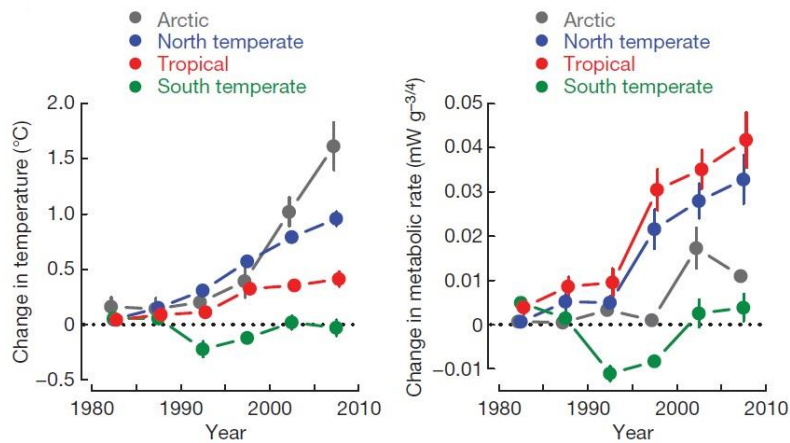 Arctic
North temperate
Tropical
South temperate
Change in temperature (°C)
2.0
1.5
1.0
0.5
0
−0.5
1980
1990
2000
2010
Year
Arctic
North temperate
Tropical
South temperate
Change in metabolic rate (mW g−3/4)
0.05
0.04
0.03
0.02
0.01
0
−0.01
1980
1990
2000
2010
Year